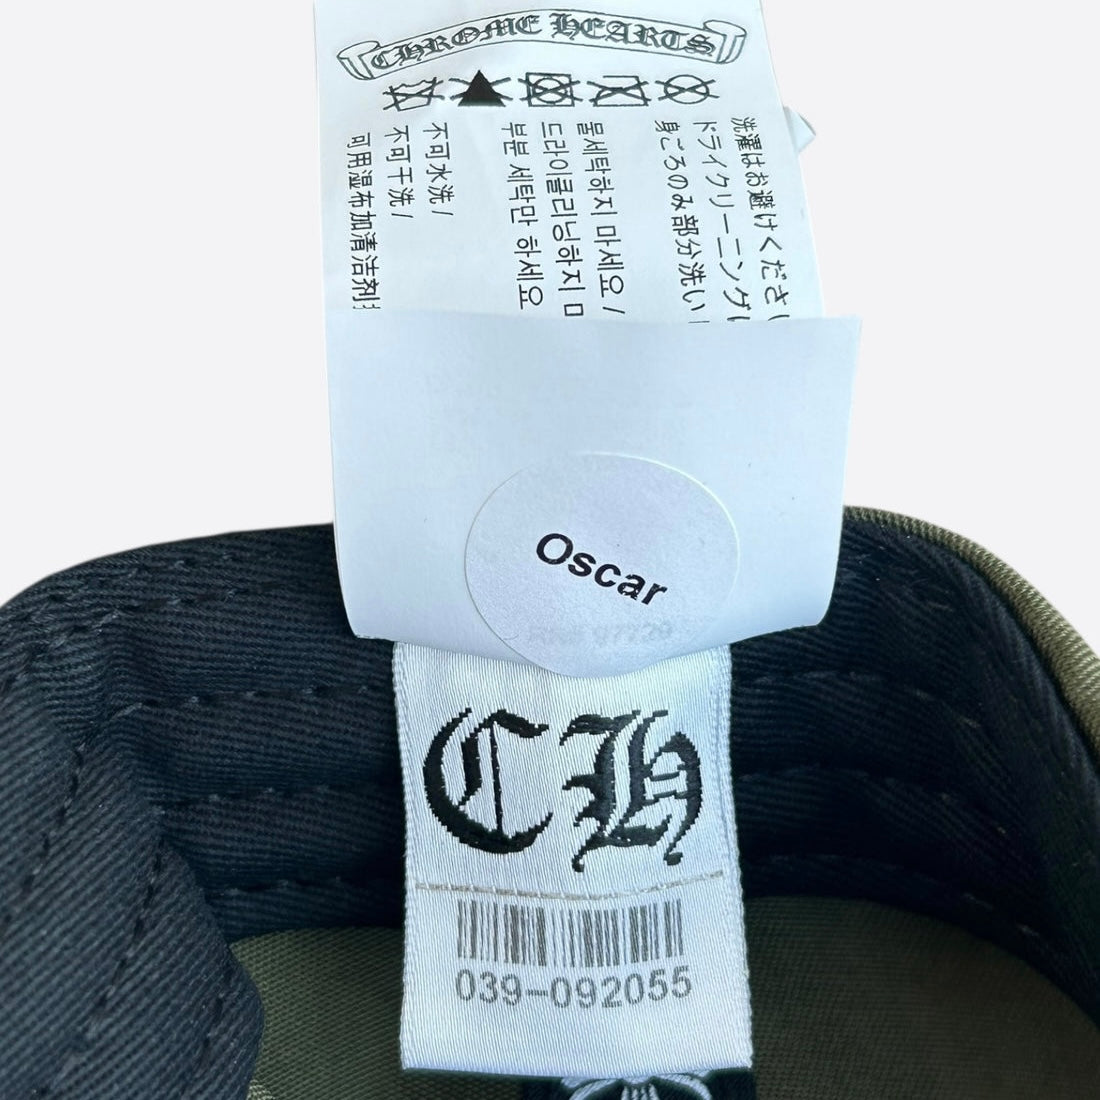 CHROME HEARTS
洗濯はお避けくださ
ドライクリーニング
身ごろのみ部分洗い
물세탁하지 마세요 /
드라이클리닝하지
부분 세탁만 하세요
不可水洗 /
不可干洗 /
可用湿布加清洁剂
Oscar
CH
039-092055